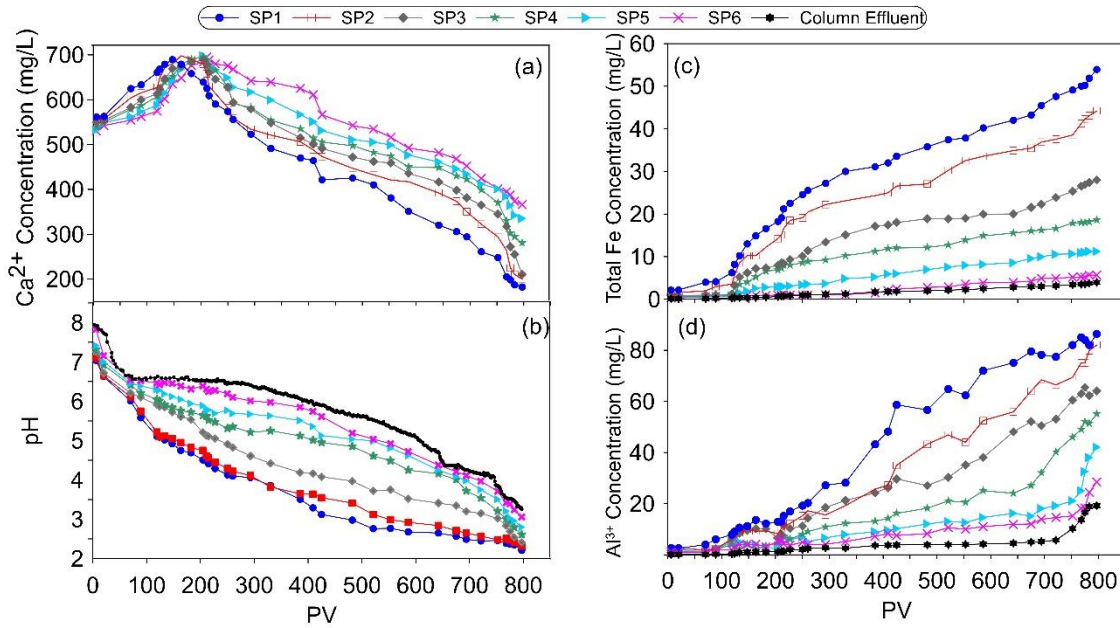 SP1 SP2 SP3 SP4 SP5 SP6 Column Effluent
(a)
Ca²⁺ Concentration (mg/L)
700
600
500
400
300
200
(b)
pH
8
7
6
5
4
3
2
0 100 200 300 400 500 600 700 800
PV
(c)
Total Fe Concentration (mg/L)
60
50
40
30
20
10
0
(d)
Al³⁺ Concentration (mg/L)
80
60
40
20
0
0 100 200 300 400 500 600 700 800
PV